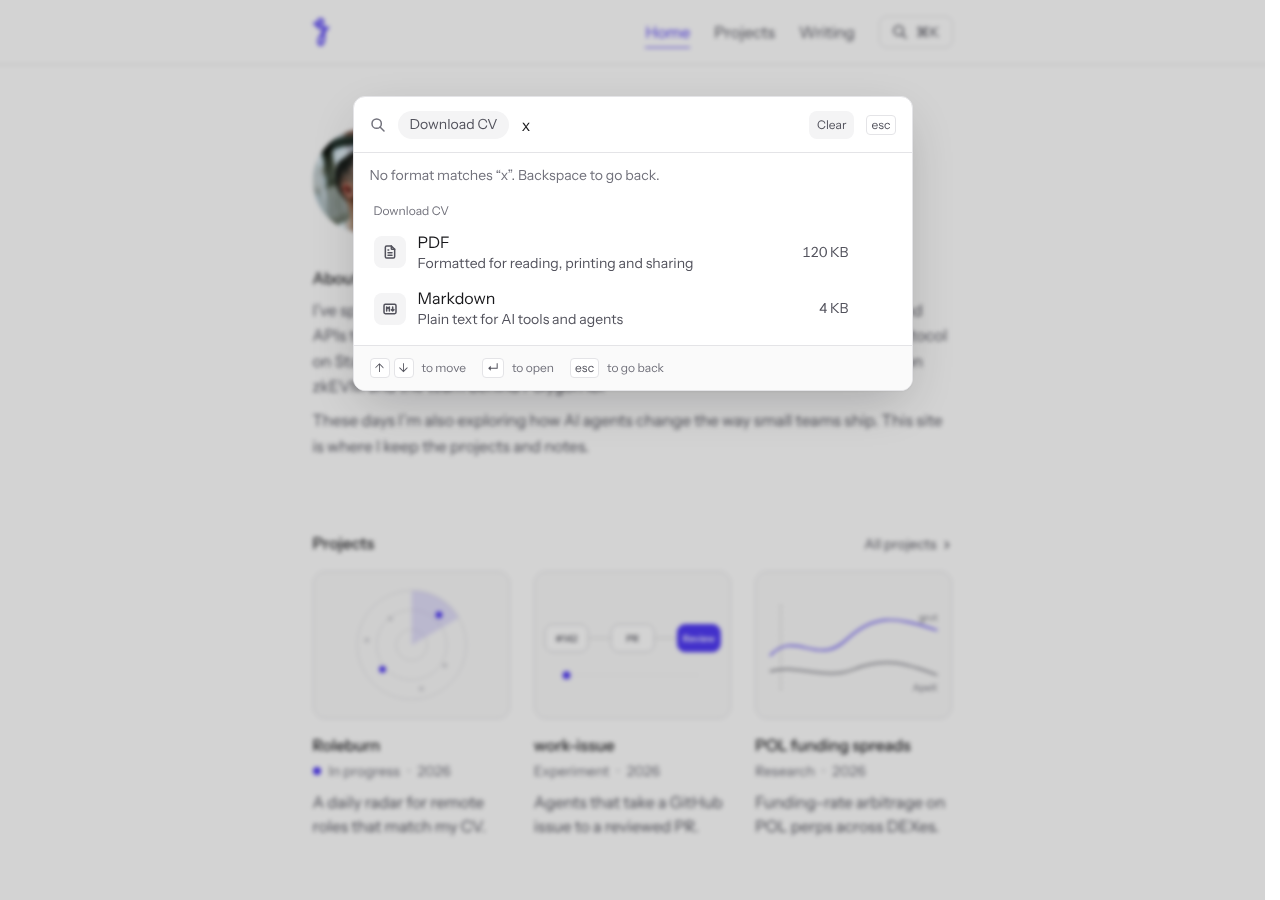 Home Projects Writing ⌘K
Download CV x Clear esc
No format matches “x”. Backspace to go back.
Download CV
PDF
Formatted for reading, printing and sharing
120 KB
Markdown
Plain text for AI tools and agents
4 KB
↑ ↓ to move ↵ to open esc to go back
These days I’m also exploring how AI agents change the way small teams ship. This site
is where I keep the projects and notes.
Projects
All projects ›
PR
Review
Roleburn
In progress · 2026
A daily radar for remote
roles that match my CV.
work-issue
Experiment · 2026
Agents that take a GitHub
issue to a reviewed PR.
POL funding spreads
Research · 2026
Funding-rate arbitrage on
POL perps across DEXes.